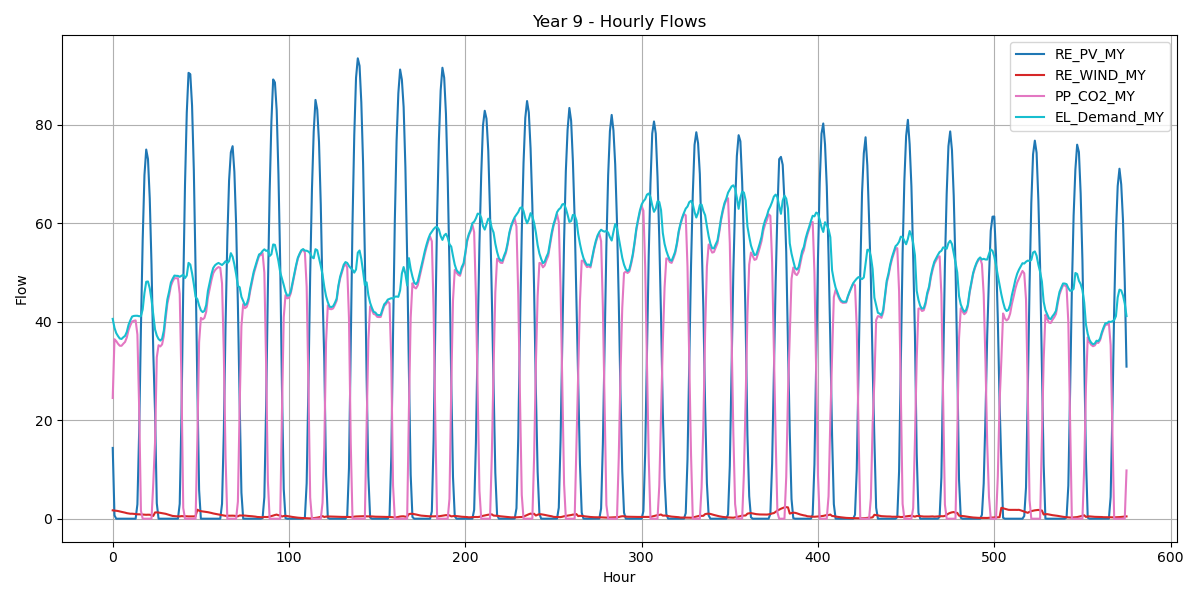 Year 9 - Hourly Flows
RE_PV_MY
RE_WIND_MY
PP_CO2_MY
EL_Demand_MY
Flow
80
60
40
20
0
0 100 200 300 400 500 600
Hour